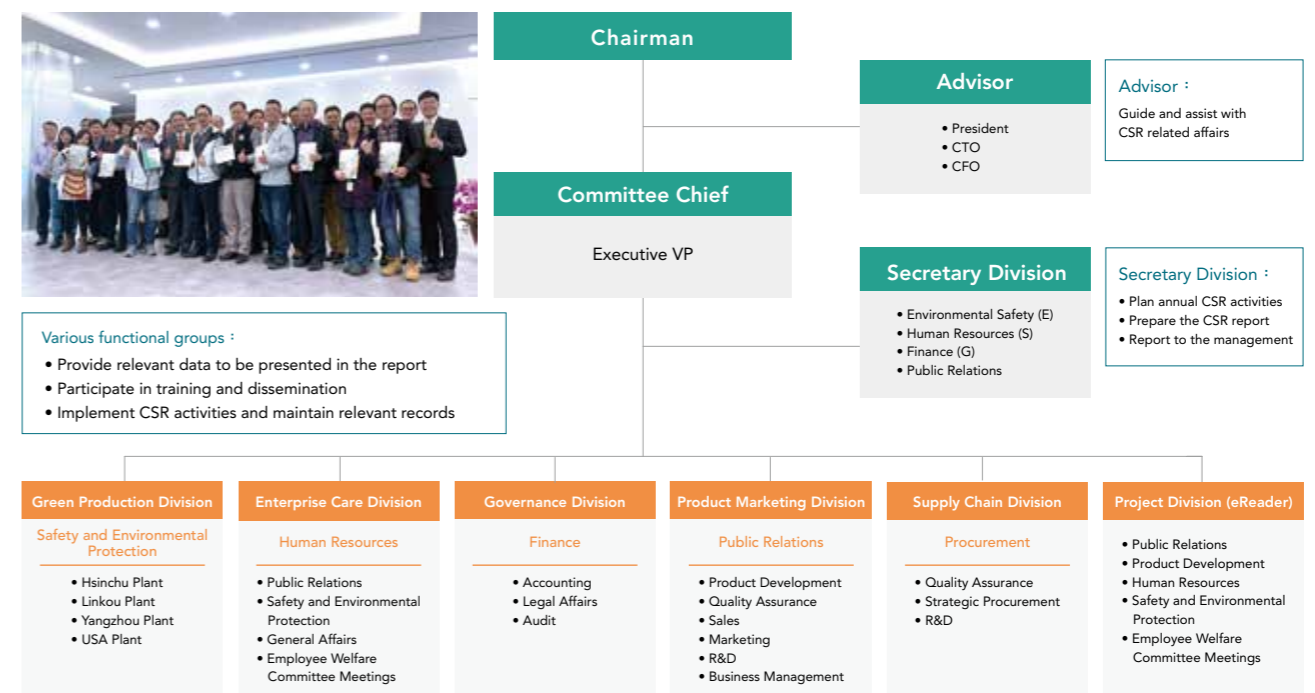 Chairman
Advisor
• President
• CTO
• CFO
Advisor：
Guide and assist with
CSR related affairs
Committee Chief
Executive VP
Secretary Division
• Environmental Safety (E)
• Human Resources (S)
• Finance (G)
• Public Relations
Secretary Division：
• Plan annual CSR activities
• Prepare the CSR report
• Report to the management
Various functional groups：
• Provide relevant data to be presented in the report
• Participate in training and dissemination
• Implement CSR activities and maintain relevant records
Green Production Division
Safety and Environmental
Protection
• Hsinchu Plant
• Linkou Plant
• Yangzhou Plant
• USA Plant
Enterprise Care Division
Human Resources
• Public Relations
• Safety and Environmental
Protection
• General Affairs
• Employee Welfare
Committee Meetings
Governance Division
Finance
• Accounting
• Legal Affairs
• Audit
Product Marketing Division
Public Relations
• Product Development
• Quality Assurance
• Sales
• Marketing
• R&D
• Business Management
Supply Chain Division
Procurement
• Quality Assurance
• Strategic Procurement
• R&D
Project Division (eReader)
• Public Relations
• Product Development
• Human Resources
• Safety and Environmental
Protection
• Employee Welfare
Committee Meetings